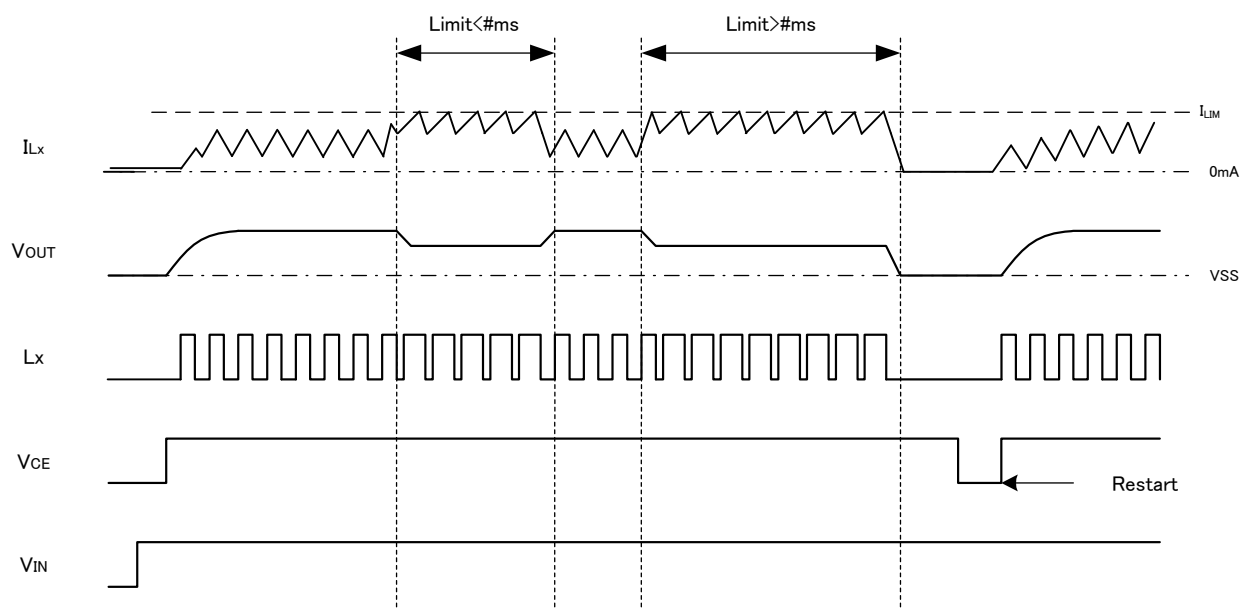 Limit<#ms
Limit>#ms
ILIM
ILx
0mA
VOUT
VSS
Lx
VCE
Restart
VIN